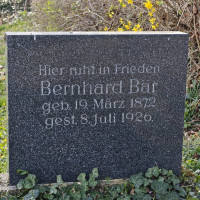 Hier ruht in Frieden
Bernhard Bär
geb. 19. März 1872
gest. 8. Juli 1926.